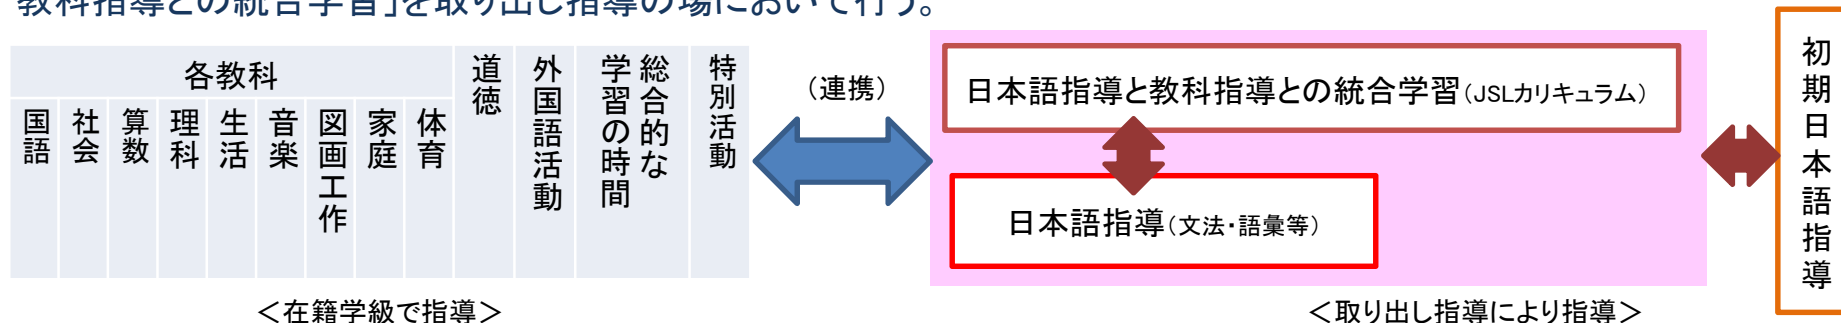 教科指導との統合学習」を取り出し指導の場において行う。
各教科
国語
社会
算数
理科
生活
音楽
図画工作
家庭
体育
道徳
外国語活動
総合的な
学習の時間
特別活動
（連携）
日本語指導と教科指導との統合学習（JSLカリキュラム）
日本語指導（文法・語彙等）
初期日本語指導
＜在籍学級で指導＞
＜取り出し指導により指導＞